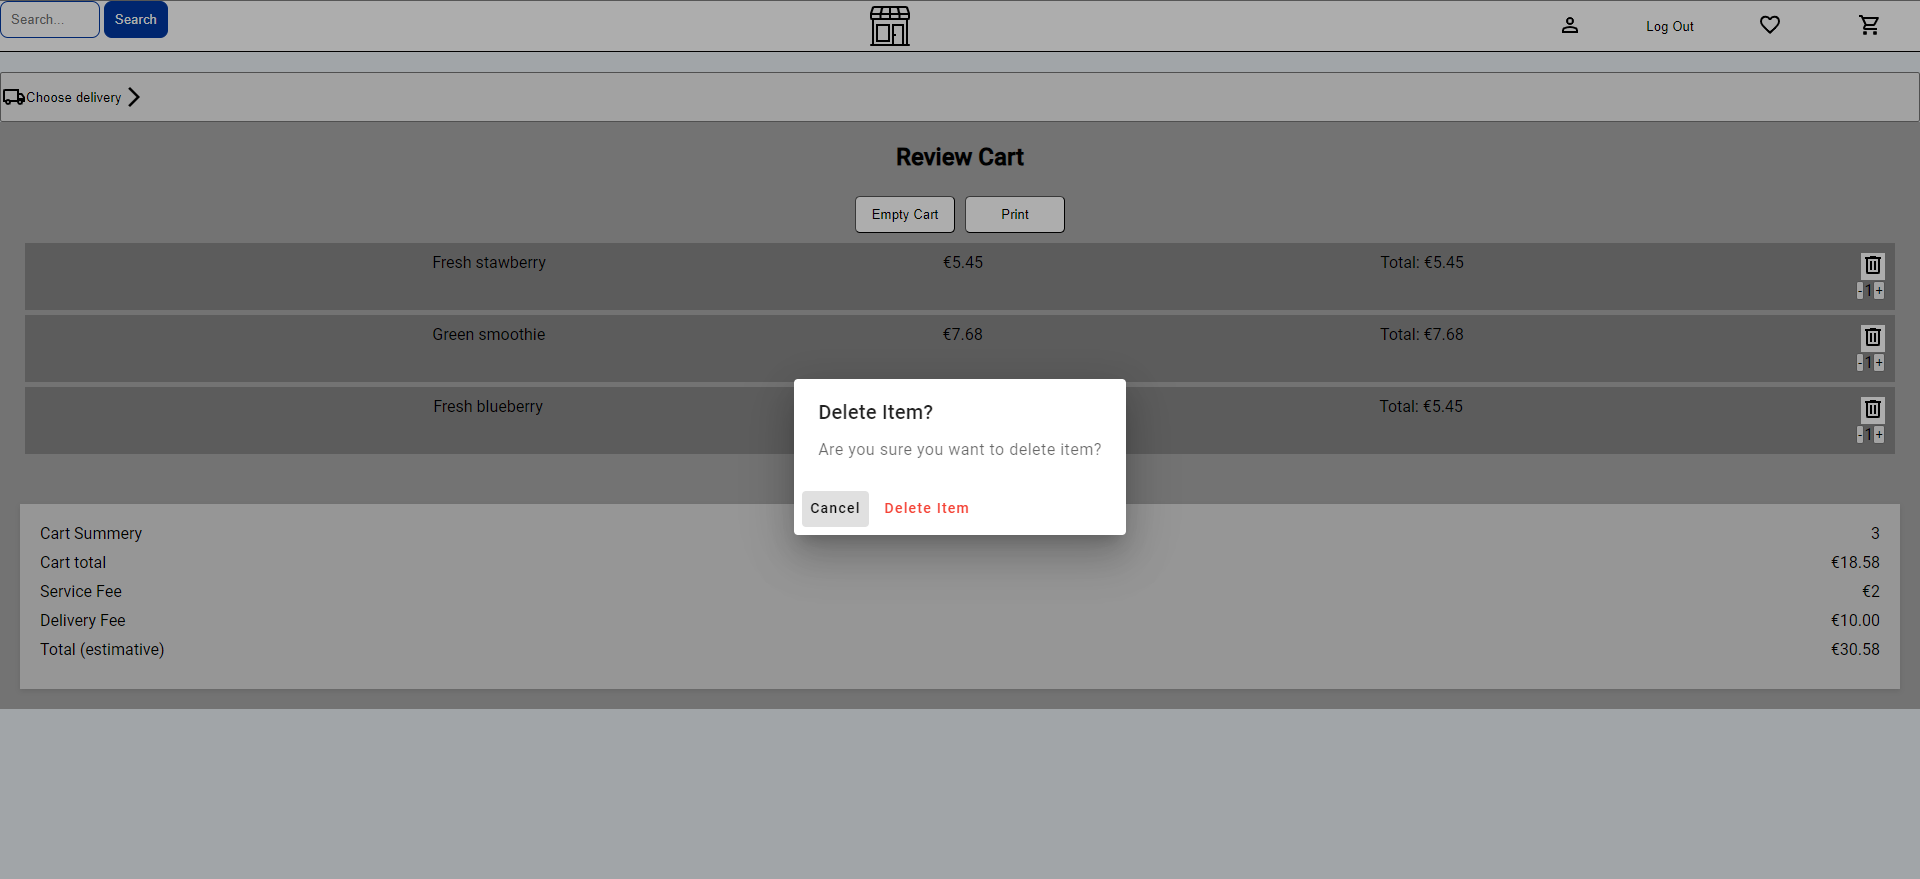 Search...
Search
Log Out
Choose delivery
Review Cart
Empty Cart
Print
Fresh stawberry €5.45 Total: €5.45
- 1 +
Green smoothie €7.68 Total: €7.68
- 1 +
Fresh blueberry Total: €5.45
- 1 +
Delete Item?
Are you sure you want to delete item?
Cancel Delete Item
Cart Summery 3
Cart total €18.58
Service Fee €2
Delivery Fee €10.00
Total (estimative) €30.58